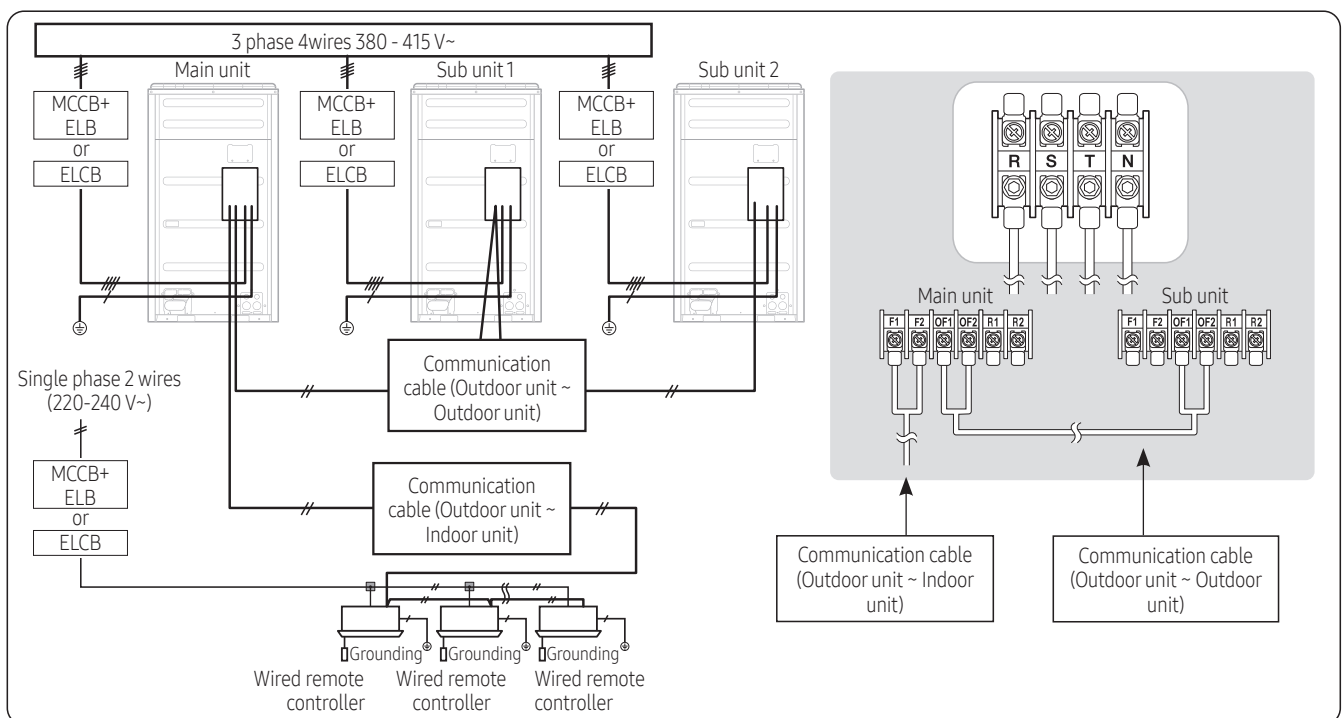 3 phase 4wires 380 - 415 V~
Main unit
Sub unit 1
Sub unit 2
MCCB+
ELB
or
ELCB
MCCB+
ELB
or
ELCB
MCCB+
ELB
or
ELCB
Communication
cable (Outdoor unit ~
Outdoor unit)
Single phase 2 wires
(220-240 V~)
MCCB+
ELB
or
ELCB
Communication
cable (Outdoor unit ~
Indoor unit)
Grounding
Grounding
Grounding
Wired remote
controller
Wired remote
controller
Wired remote
controller
R S T N
Main unit
F1 F2 OF1 OF2 R1 R2
Sub unit
F1 F2 OF1 OF2 R1 R2
Communication cable
(Outdoor unit ~ Indoor
unit)
Communication cable
(Outdoor unit ~ Outdoor
unit)